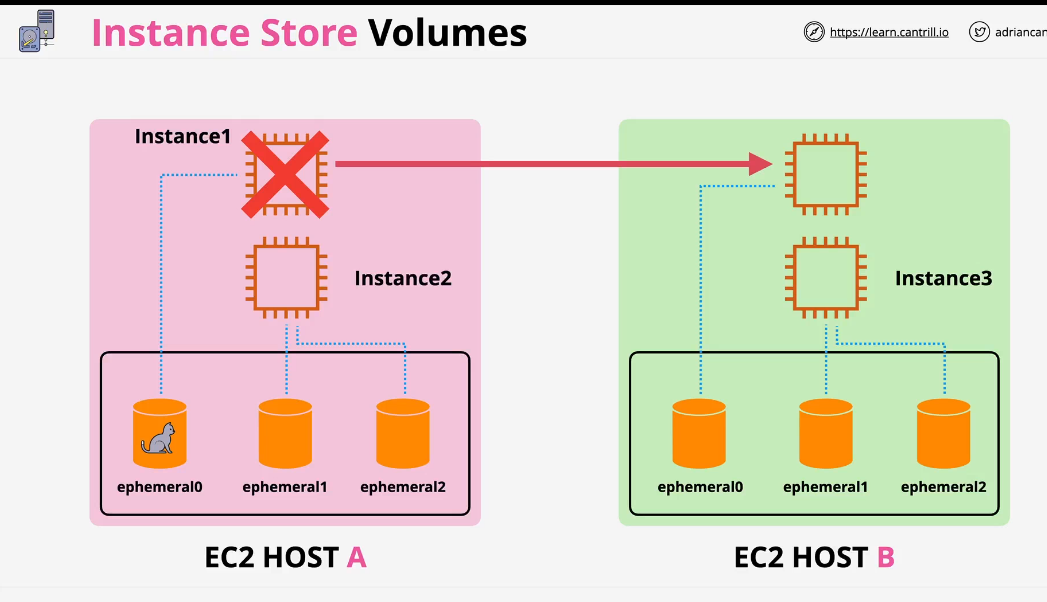 Instance Store Volumes
https://learn.cantrill.io
adriancan
Instance1
Instance2
Instance3
ephemeral0
ephemeral1
ephemeral2
ephemeral0
ephemeral1
ephemeral2
EC2 HOST A
EC2 HOST B